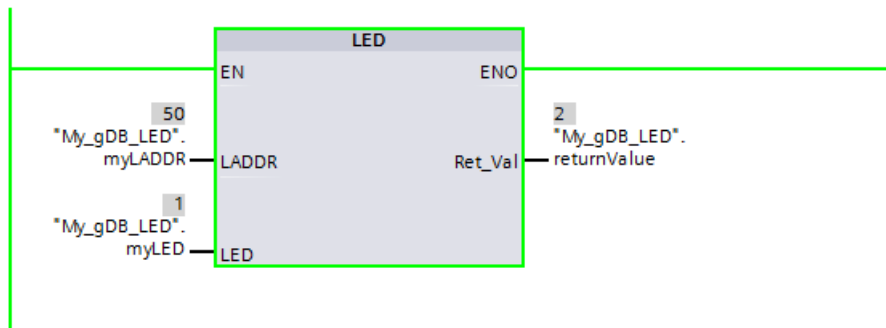 LED
EN ENO
50
"My_gDB_LED".
myLADDR LADDR
2
"My_gDB_LED".
Ret_Val returnValue
1
"My_gDB_LED".
myLED LED